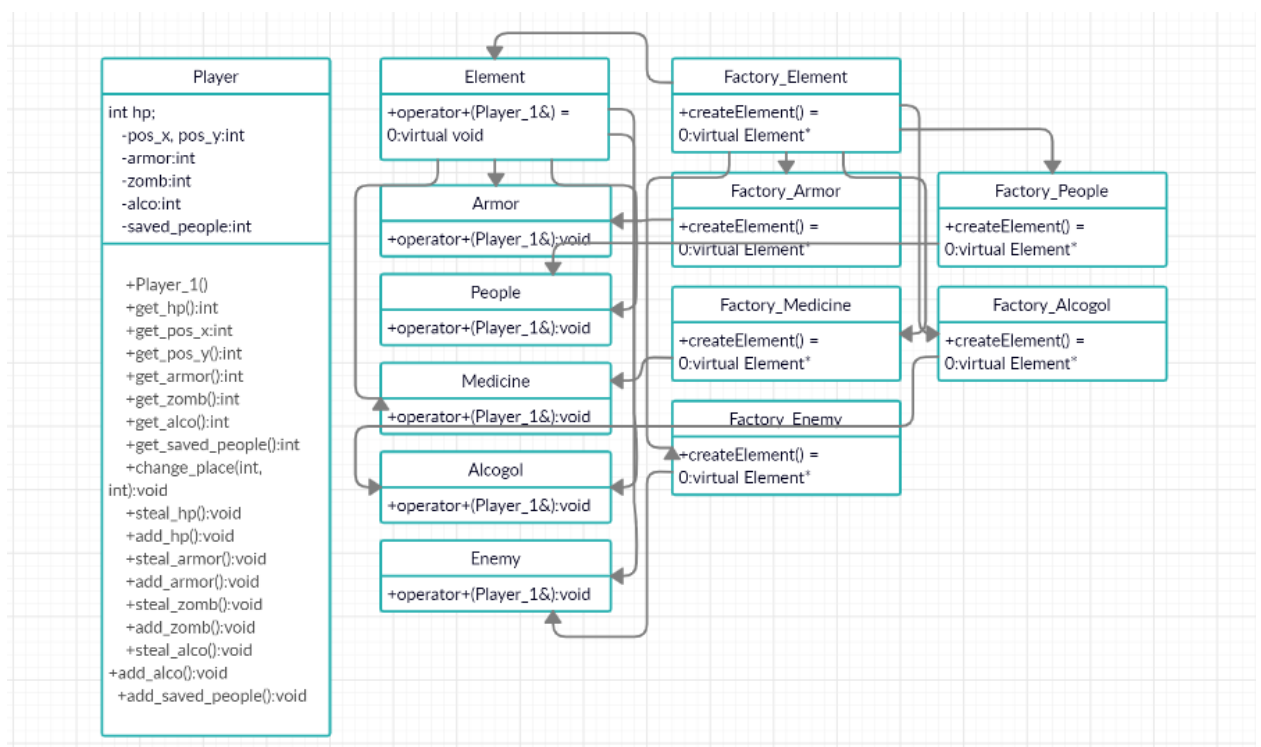 Player
int hp;
-pos_x, pos_y:int
-armor:int
-zomb:int
-alco:int
-saved_people:int
+Player_1()
+get_hp():int
+get_pos_x:int
+get_pos_y():int
+get_armor():int
+get_zomb():int
+get_alco():int
+get_saved_people():int
+change_place(int,
int):void
+steal_hp():void
+add_hp():void
+steal_armor():void
+add_armor():void
+steal_zomb():void
+add_zomb():void
+steal_alco():void
+add_alco():void
+add_saved_people():void
Element
+operator+(Player_1&) =
0:virtual void
Armor
+operator+(Player_1&):void
People
+operator+(Player_1&):void
Medicine
+operator+(Player_1&):void
Alcogol
+operator+(Player_1&):void
Enemy
+operator+(Player_1&):void
Factory_Element
+createElement() =
0:virtual Element*
Factory_Armor
+createElement() =
0:virtual Element*
Factory_Medicine
+createElement() =
0:virtual Element*
Factory_Enemy
+createElement() =
0:virtual Element*
Factory_People
+createElement() =
0:virtual Element*
Factory_Alcogol
+createElement() =
0:virtual Element*